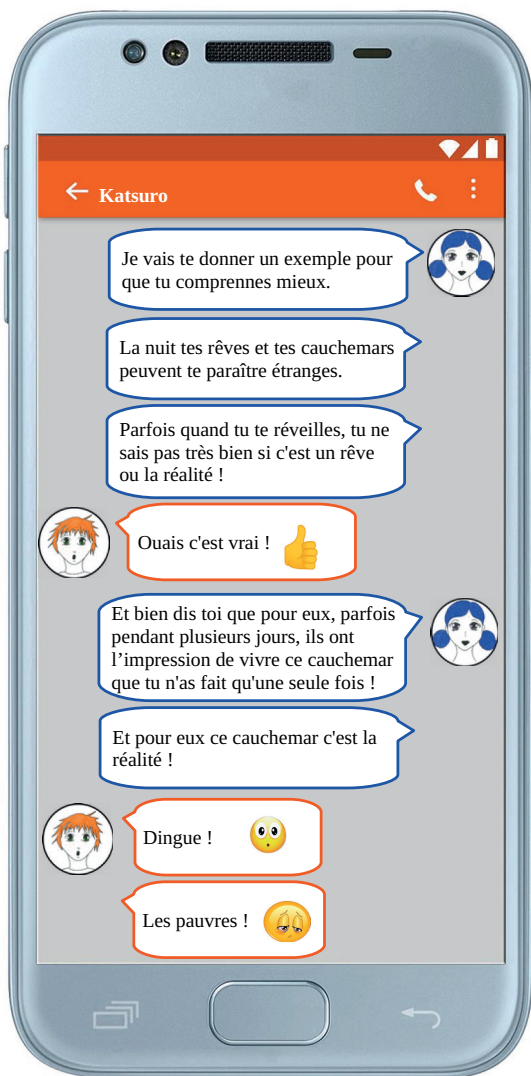 Katsuro
Je vais te donner un exemple pour
que tu comprennes mieux.
La nuit tes rêves et tes cauchemars
peuvent te paraître étranges.
Parfois quand tu te réveilles, tu ne
sais pas très bien si c'est un rêve
ou la réalité !
Ouais c'est vrai !
Et bien dis toi que pour eux, parfois
pendant plusieurs jours, ils ont
l’impression de vivre ce cauchemar
que tu n'as fait qu'une seule fois !
Et pour eux ce cauchemar c'est la
réalité !
Dingue !
Les pauvres !